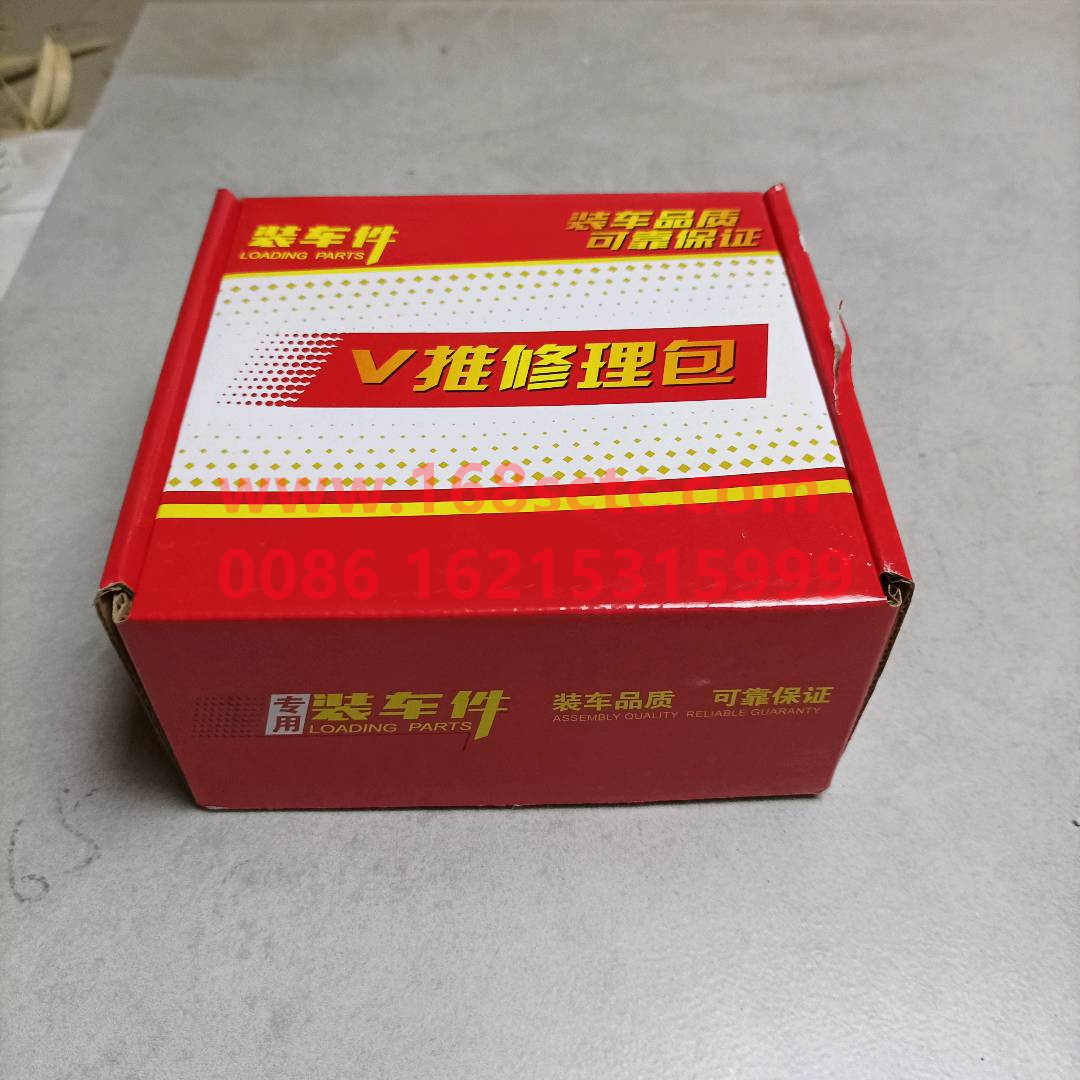 装车件
LOADING PARTS
装车品质
可靠保证
V推修理包
www.168sctc.com
0086 16215315999
专用
装车件
LOADING PARTS
装车品质 可靠保证
ASSEMBLY QUALITY RELIABLE GUARANTY